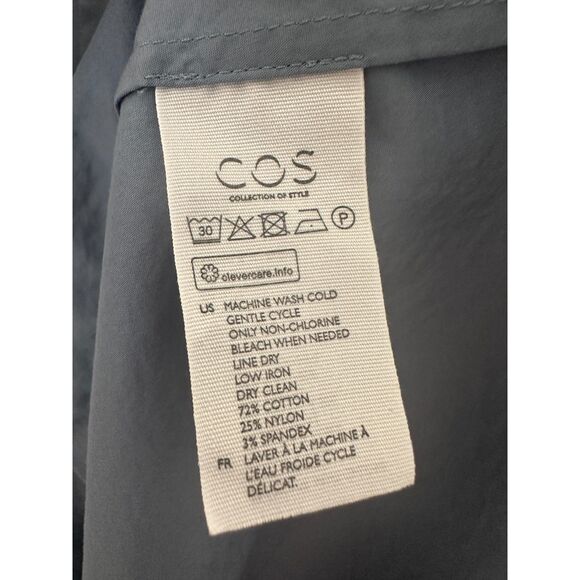 COS
COLLECTION OF STYLE
30 P
clevercare.info
US MACHINE WASH COLD
GENTLE CYCLE
ONLY NON-CHLORINE
BLEACH WHEN NEEDED
LINE DRY
LOW IRON
DRY CLEAN
72% COTTON
25% NYLON
3% SPANDEX
FR LAVER À LA MACHINE À
L'EAU FROIDE CYCLE
DÉLICAT.